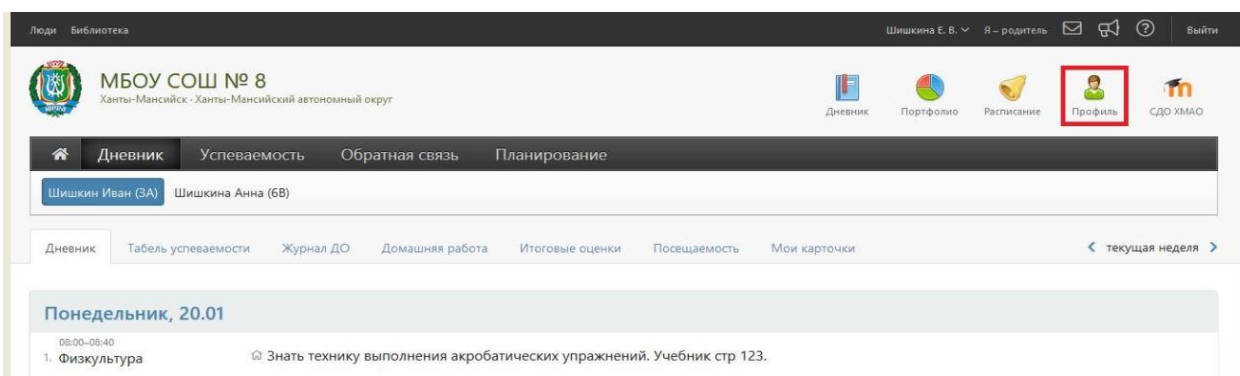 Люди Библиотека Шишкина Е. В. Я – родитель Выйти
МБОУ СОШ № 8
Ханты-Мансийск · Ханты-Мансийский автономный округ
Дневник Портфолио Расписание Профиль СДО ХМАО
Дневник Успеваемость Обратная связь Планирование
Шишкин Иван (3А) Шишкина Анна (6В)
Дневник Табель успеваемости Журнал ДО Домашняя работа Итоговые оценки Посещаемость Мои карточки текущая неделя
Понедельник, 20.01
08:00–08:40
1. Физкультура Знать технику выполнения акробатических упражнений. Учебник стр 123.